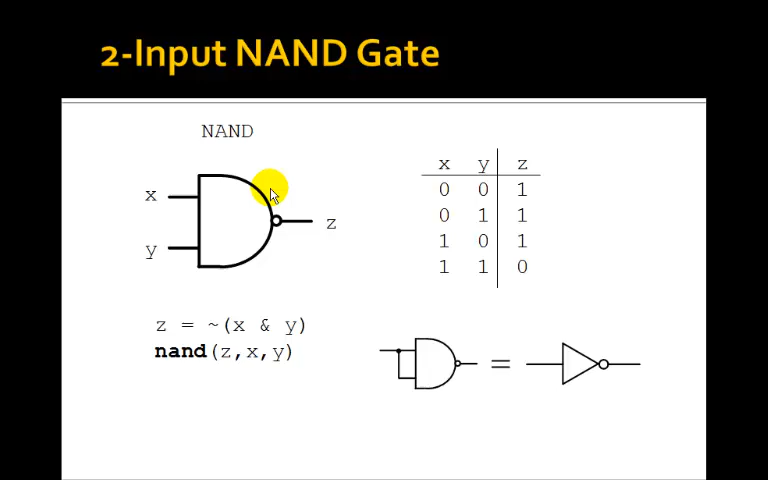 2-Input NAND Gate
NAND
x
y
z
x y z
0 0 1
0 1 1
1 0 1
1 1 0
z = ~(x & y)
nand(z,x,y)
=